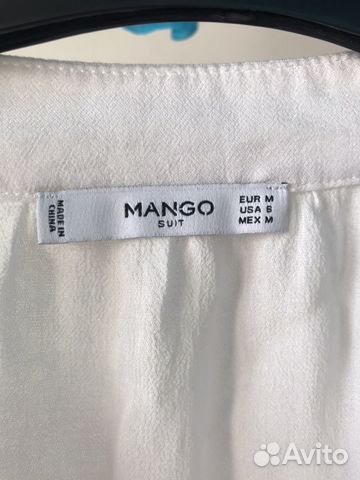 MADE IN
CHINA
MANGO
SUIT
EUR M
USA 6
MEX M
Avito